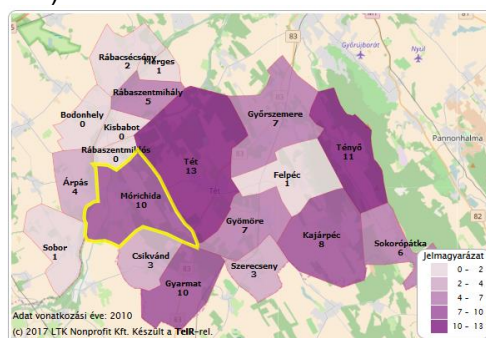 83
Győrújbarát
Nyúl
Rábacsécsény
2
Mérges
1
Rábaszentmihály
5
Bodonhely
0
Kisbabot
0
Rábaszentmiklós
0
Győrszemere
7
Pannonhalma
Tényő
11
Tét
13
Felpéc
1
Árpás
4
Mórichida
10
Tét
82
Gyömöre
7
Kajárpéc
8
Sokorópátka
6
Sobor
1
Csikvánd
3
Szerecseny
3
Gyarmat
10
83
Jelmagyarázat
0 - 2
2 - 4
4 - 7
7 - 10
10 - 13
Adat vonatkozási éve: 2010
(c) 2017 LTK Nonprofit Kft. Készült a TeIR-rel.